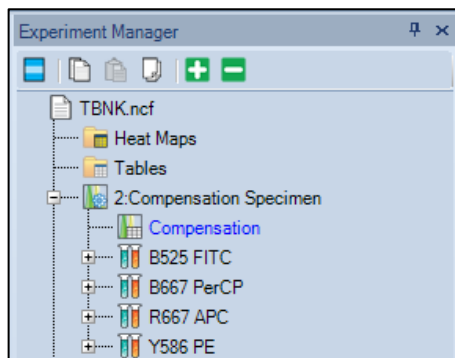 Experiment Manager
TBNK.ncf
Heat Maps
Tables
2:Compensation Specimen
Compensation
B525 FITC
B667 PerCP
R667 APC
Y586 PE